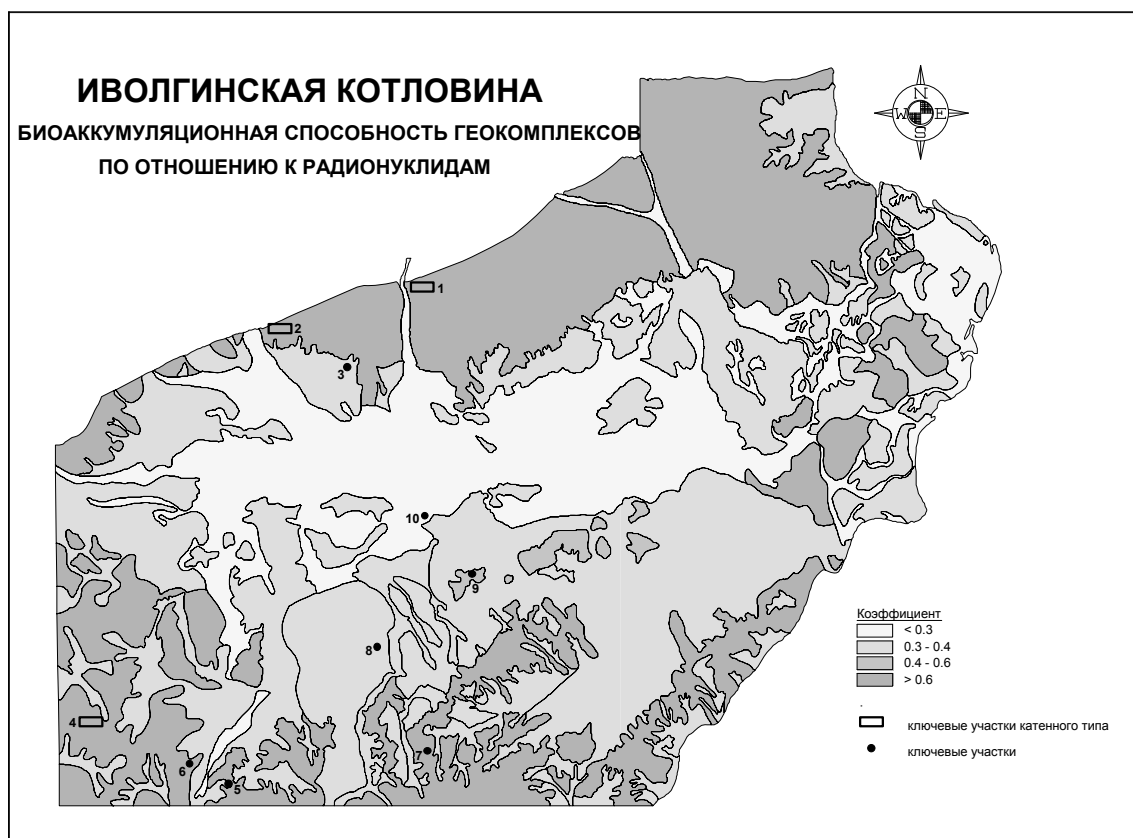 ИВОЛГИНСКАЯ КОТЛОВИНА
БИОАККУМУЛЯЦИОННАЯ СПОСОБНОСТЬ ГЕОКОМПЛЕКСОВ
ПО ОТНОШЕНИЮ К РАДИОНУКЛИДАМ
N
W E
S
1
2
3
10
9
8
4
7
6
5
Коэффициент
< 0.3
0.3 - 0.4
0.4 - 0.6
> 0.6
ключевые участки катенного типа
ключевые участки